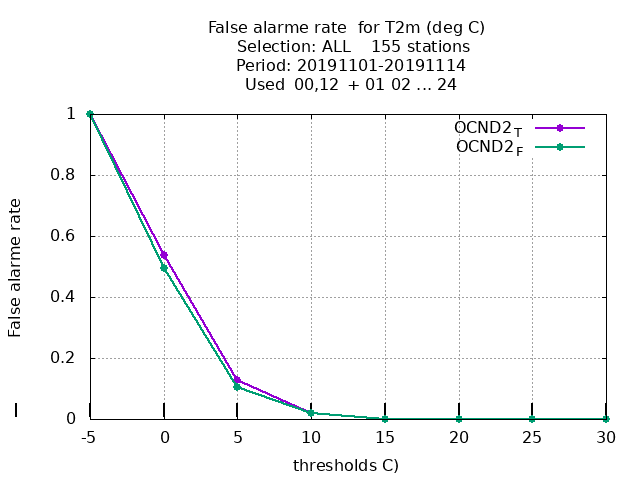 False alarme rate for T2m (deg C)
Selection: ALL 155 stations
Period: 20191101-20191114
Used 00,12 + 01 02 ... 24
OCND2T
OCND2F
1
0.8
0.6
0.4
0.2
0
False alarme rate
-5 0 5 10 15 20 25 30
thresholds C)